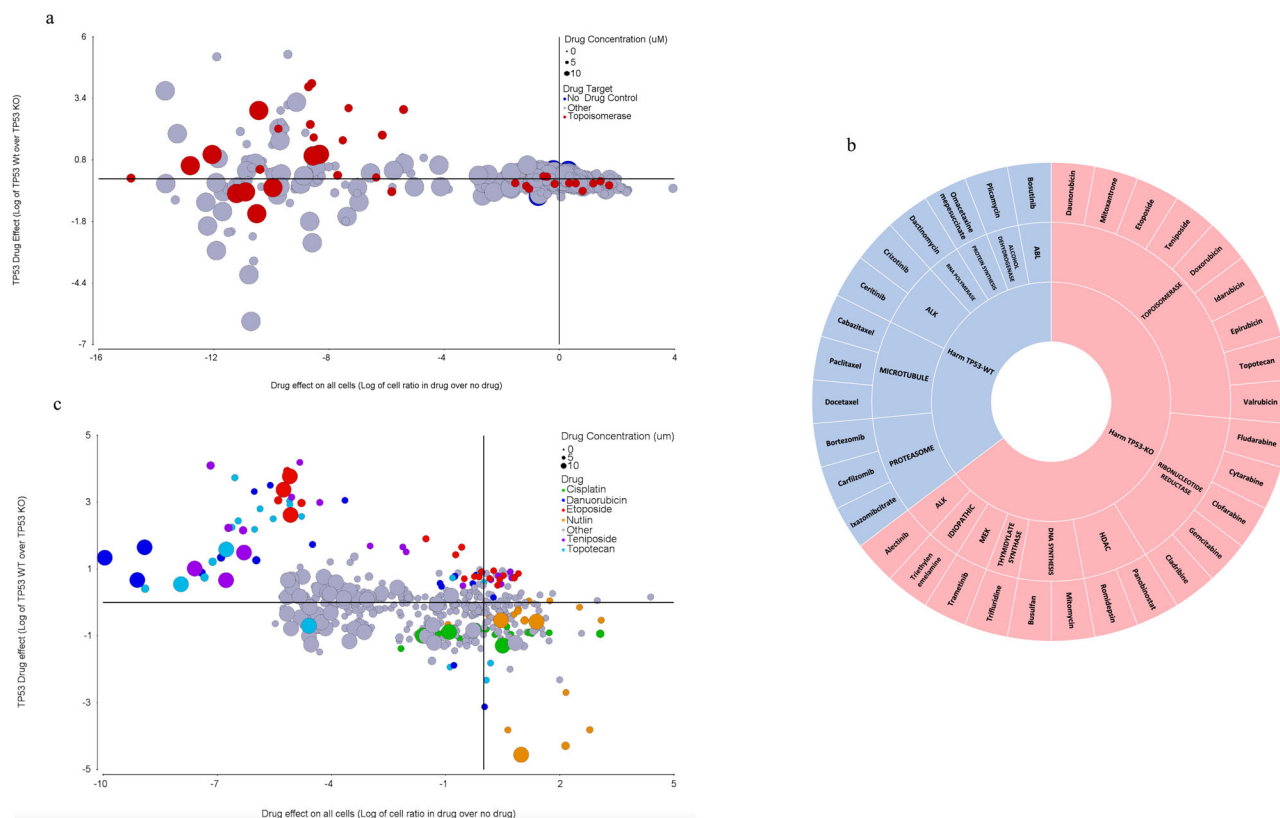 a
6
3.4
0.8
-1.8
-4.4
-7
-16
-12
-8
-4
0
4
TP53 Drug Effect (Log of TP53 Wt over TP53 KO)
Drug effect on all cells (Log of cell ratio in drug over no drug)
Drug Concentration (uM)
0
5
10
Drug Target
No Drug Control
Other
Topoisomerase
b
Harm TP53-WT
Harm TP53-KO
ABL
ALCOHOL
DEHYDROGENASE
PROTEIN SYNTHESIS
RNA POLYMERASE
ALK
MICROTUBULE
PROTEASOME
TOPOISOMERASE
RIBONUCLEOTIDE
REDUCTASE
HDAC
DNA SYNTHESIS
THYMIDYLATE
SYNTHASE
MEK
IDIOPATHIC
ALK
Daunorubicin
Mitoxantrone
Etoposide
Teniposide
Doxorubicin
Idarubicin
Epirubicin
Topotecan
Valrubicin
Fludarabine
Cytarabine
Clofarabine
Gemcitabine
Cladribine
Panobinostat
Romidepsin
Mitomycin
Busulfan
Trifluridine
Trametinib
Triethylen
emelamine
Alectinib
Ixazomibcitrate
Carfilzomib
Bortezomib
Docetaxel
Paclitaxel
Cabazitaxel
Ceritinib
Crizotinib
Dactinomycin
Omacetaxine
mepesuccinate
Plicamycin
Bosutinib
c
5
3
1
-1
-3
-5
-10
-7
-4
-1
2
5
TP53 Drug effect (Log of TP53 WT over TP53 KO)
Drug effect on all cells (Log of cell ratio in drug over no drug)
Drug Concentration (um)
0
5
10
Drug
Cisplatin
Danuorubicin
Etoposide
Nutlin
Other
Teniposide
Topotecan